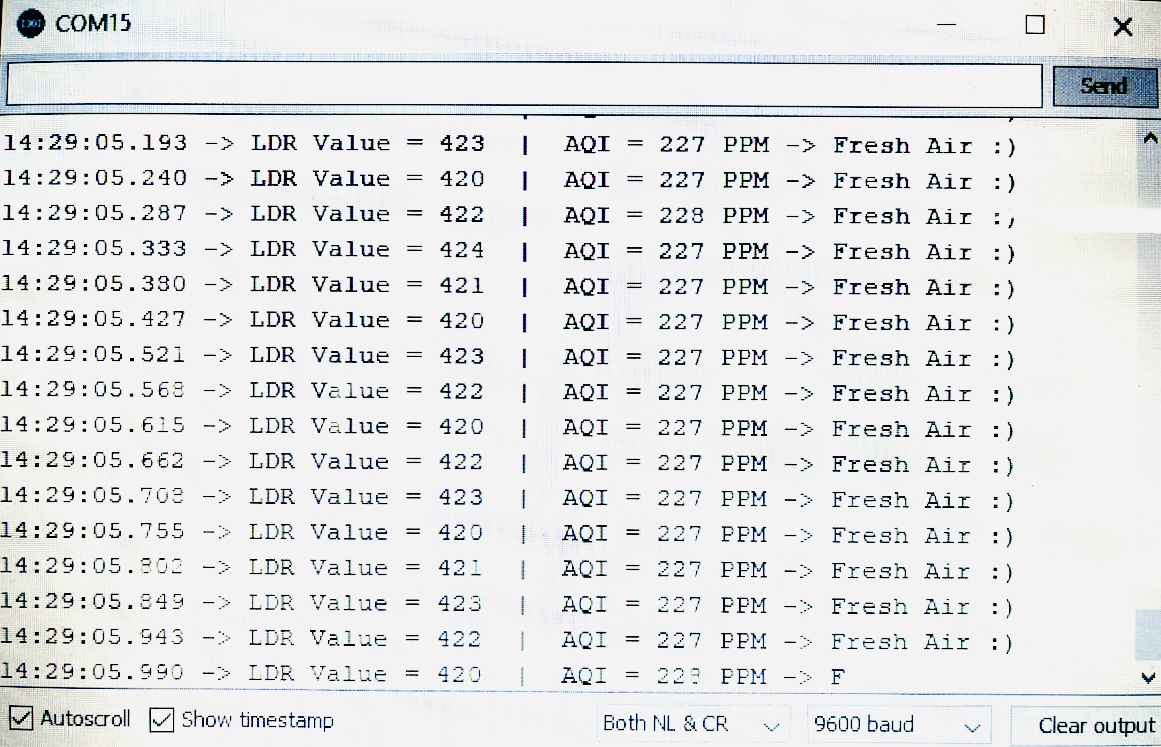 COM15
Send
14:29:05.193 -> LDR Value = 423 | AQI = 227 PPM -> Fresh Air :)
14:29:05.240 -> LDR Value = 420 | AQI = 227 PPM -> Fresh Air :)
14:29:05.287 -> LDR Value = 422 | AQI = 228 PPM -> Fresh Air :,
14:29:05.333 -> LDR Value = 424 | AQI = 227 PPM -> Fresh Air :)
14:29:05.380 -> LDR Value = 421 | AQI = 227 PPM -> Fresh Air :)
14:29:05.427 -> LDR Value = 420 | AQI = 227 PPM -> Fresh Air :)
14:29:05.521 -> LDR Value = 423 | AQI = 227 PPM -> Fresh Air :)
14:29:05.568 -> LDR Value = 422 | AQI = 227 PPM -> Fresh Air :)
14:29:05.615 -> LDR Value = 420 | AQI = 227 PPM -> Fresh Air :)
14:29:05.662 -> LDR Value = 422 | AQI = 227 PPM -> Fresh Air :)
14:29:05.708 -> LDR Value = 423 | AQI = 227 PPM -> Fresh Air :)
14:29:05.755 -> LDR Value = 420 | AQI = 227 PPM -> Fresh Air :)
14:29:05.802 -> LDR Value = 421 | AQI = 227 PPM -> Fresh Air :)
14:29:05.849 -> LDR Value = 423 | AQI = 227 PPM -> Fresh Air :)
14:29:05.943 -> LDR Value = 422 | AQI = 227 PPM -> Fresh Air :)
14:29:05.990 -> LDR Value = 420 | AQI = PPM -> F
Autoscroll Show timestamp Both NL & CR 9600 baud Clear output